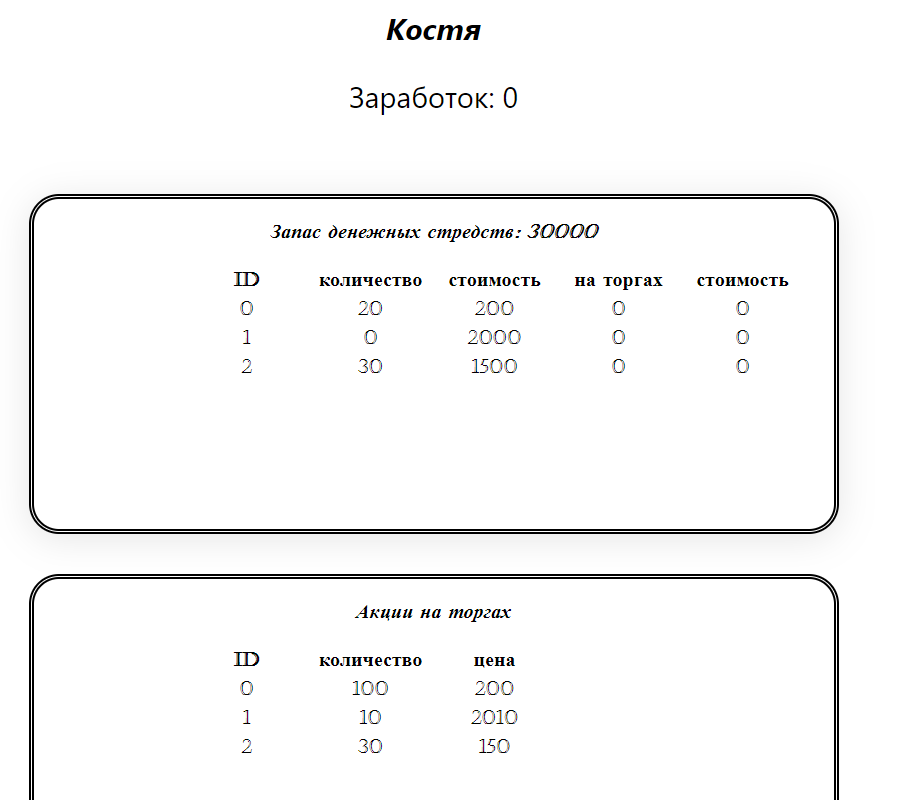 Костя
Заработок: 0
Запас денежных стредств: 30000
ID количество стоимость на торгах стоимость
0 20 200 0 0
1 0 2000 0 0
2 30 1500 0 0
Акции на торгах
ID количество цена
0 100 200
1 10 2010
2 30 150